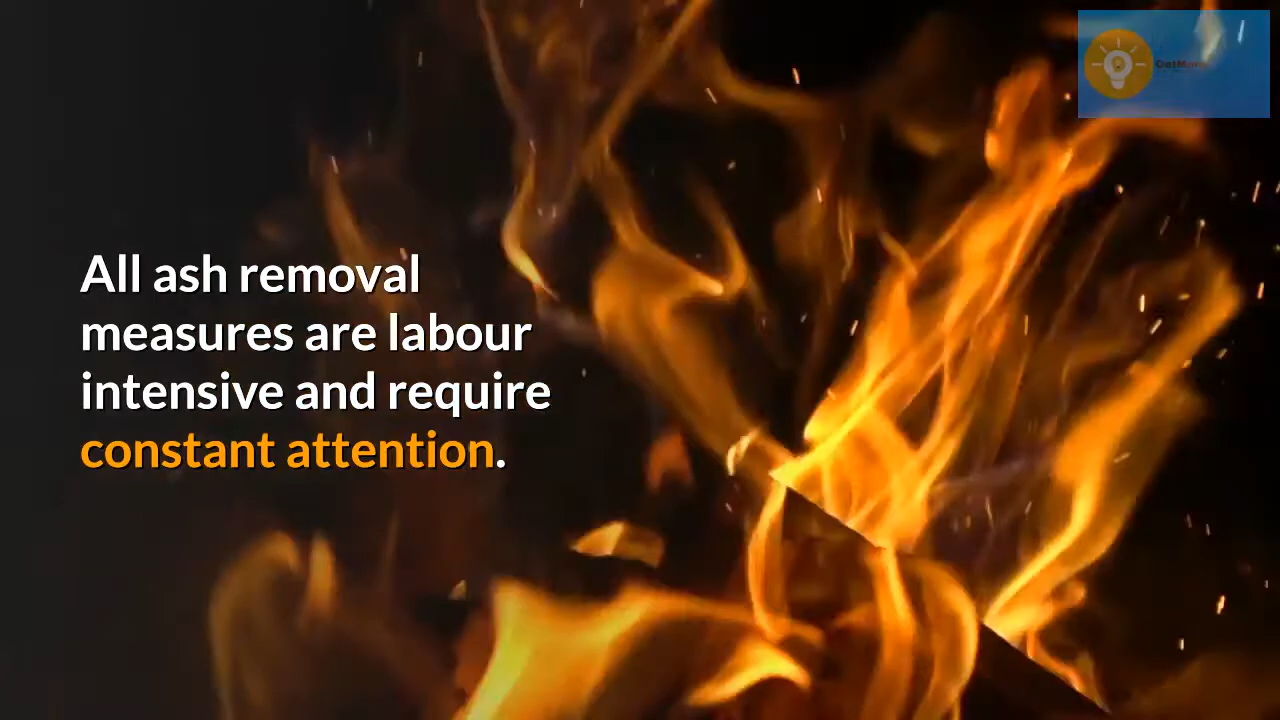 All ash removal
measures are labour
intensive and require
constant attention.